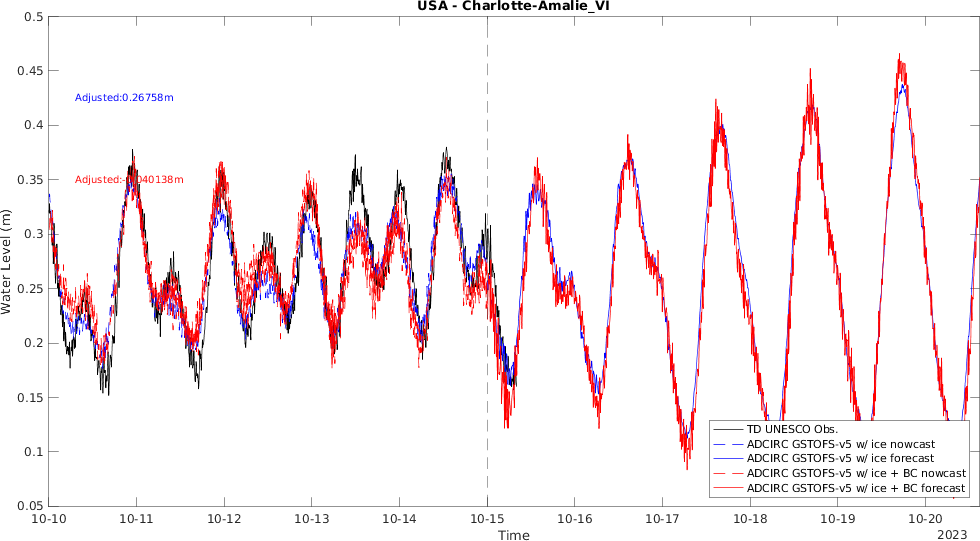 USA - Charlotte-Amalie_VI
0.5
0.45
0.4
0.35
0.3
0.25
0.2
0.15
0.1
0.05
Water Level (m)
Adjusted:0.26758m
Adjusted:-0.040138m
TD UNESCO Obs.
ADCIRC GSTOFS-v5 w/ ice nowcast
ADCIRC GSTOFS-v5 w/ ice forecast
ADCIRC GSTOFS-v5 w/ ice + BC nowcast
ADCIRC GSTOFS-v5 w/ ice + BC forecast
10-10 10-11 10-12 10-13 10-14 10-15 10-16 10-17 10-18 10-19 10-20
Time
2023